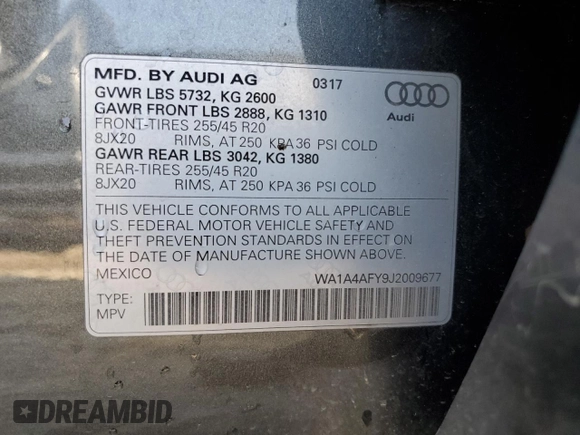 MFD. BY AUDI AG 0317
GVWR LBS 5732, KG 2600
GAWR FRONT LBS 2888, KG 1310
FRONT-TIRES 255/45 R20
8JX20 RIMS, AT 250 KPA 36 PSI COLD
GAWR REAR LBS 3042, KG 1380
REAR-TIRES 255/45 R20
8JX20 RIMS, AT 250 KPA 36 PSI COLD
Audi
THIS VEHICLE CONFORMS TO ALL APPLICABLE
U.S. FEDERAL MOTOR VEHICLE SAFETY AND
THEFT PREVENTION STANDARDS IN EFFECT ON THE
DATE OF MANUFACTURE SHOWN ABOVE.
MEXICO WA1A4AFY9J2009677
TYPE:
MPV
DREAMBID